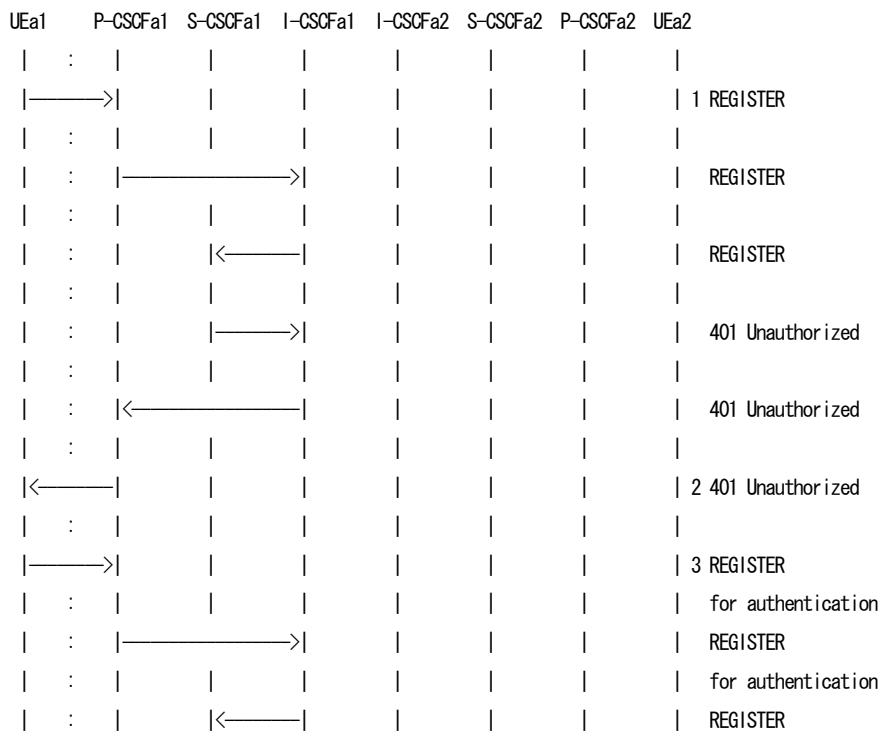 UEa1 P-CSCFa1 S-CSCFa1 I-CSCFa1 I-CSCFa2 S-CSCFa2 P-CSCFa2 UEa2
1 REGISTER
REGISTER
REGISTER
401 Unauthorized
401 Unauthorized
2 401 Unauthorized
3 REGISTER
for authentication
REGISTER
for authentication
REGISTER